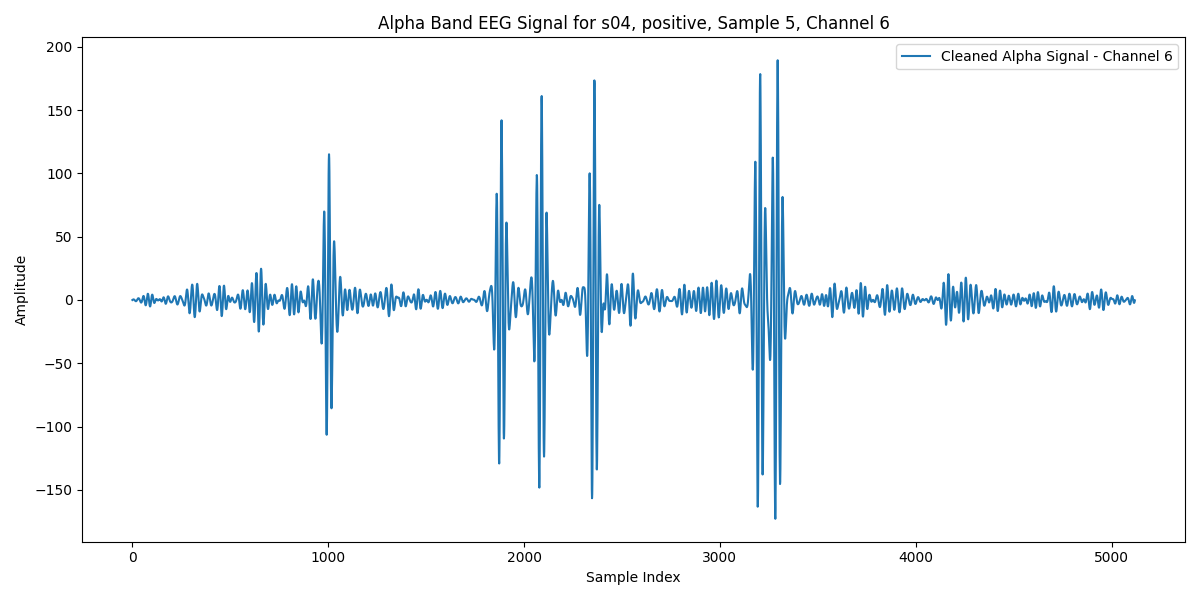 Alpha Band EEG Signal for s04, positive, Sample 5, Channel 6
Cleaned Alpha Signal - Channel 6
200
150
100
50
0
−50
−100
−150
Amplitude
0 1000 2000 3000 4000 5000
Sample Index